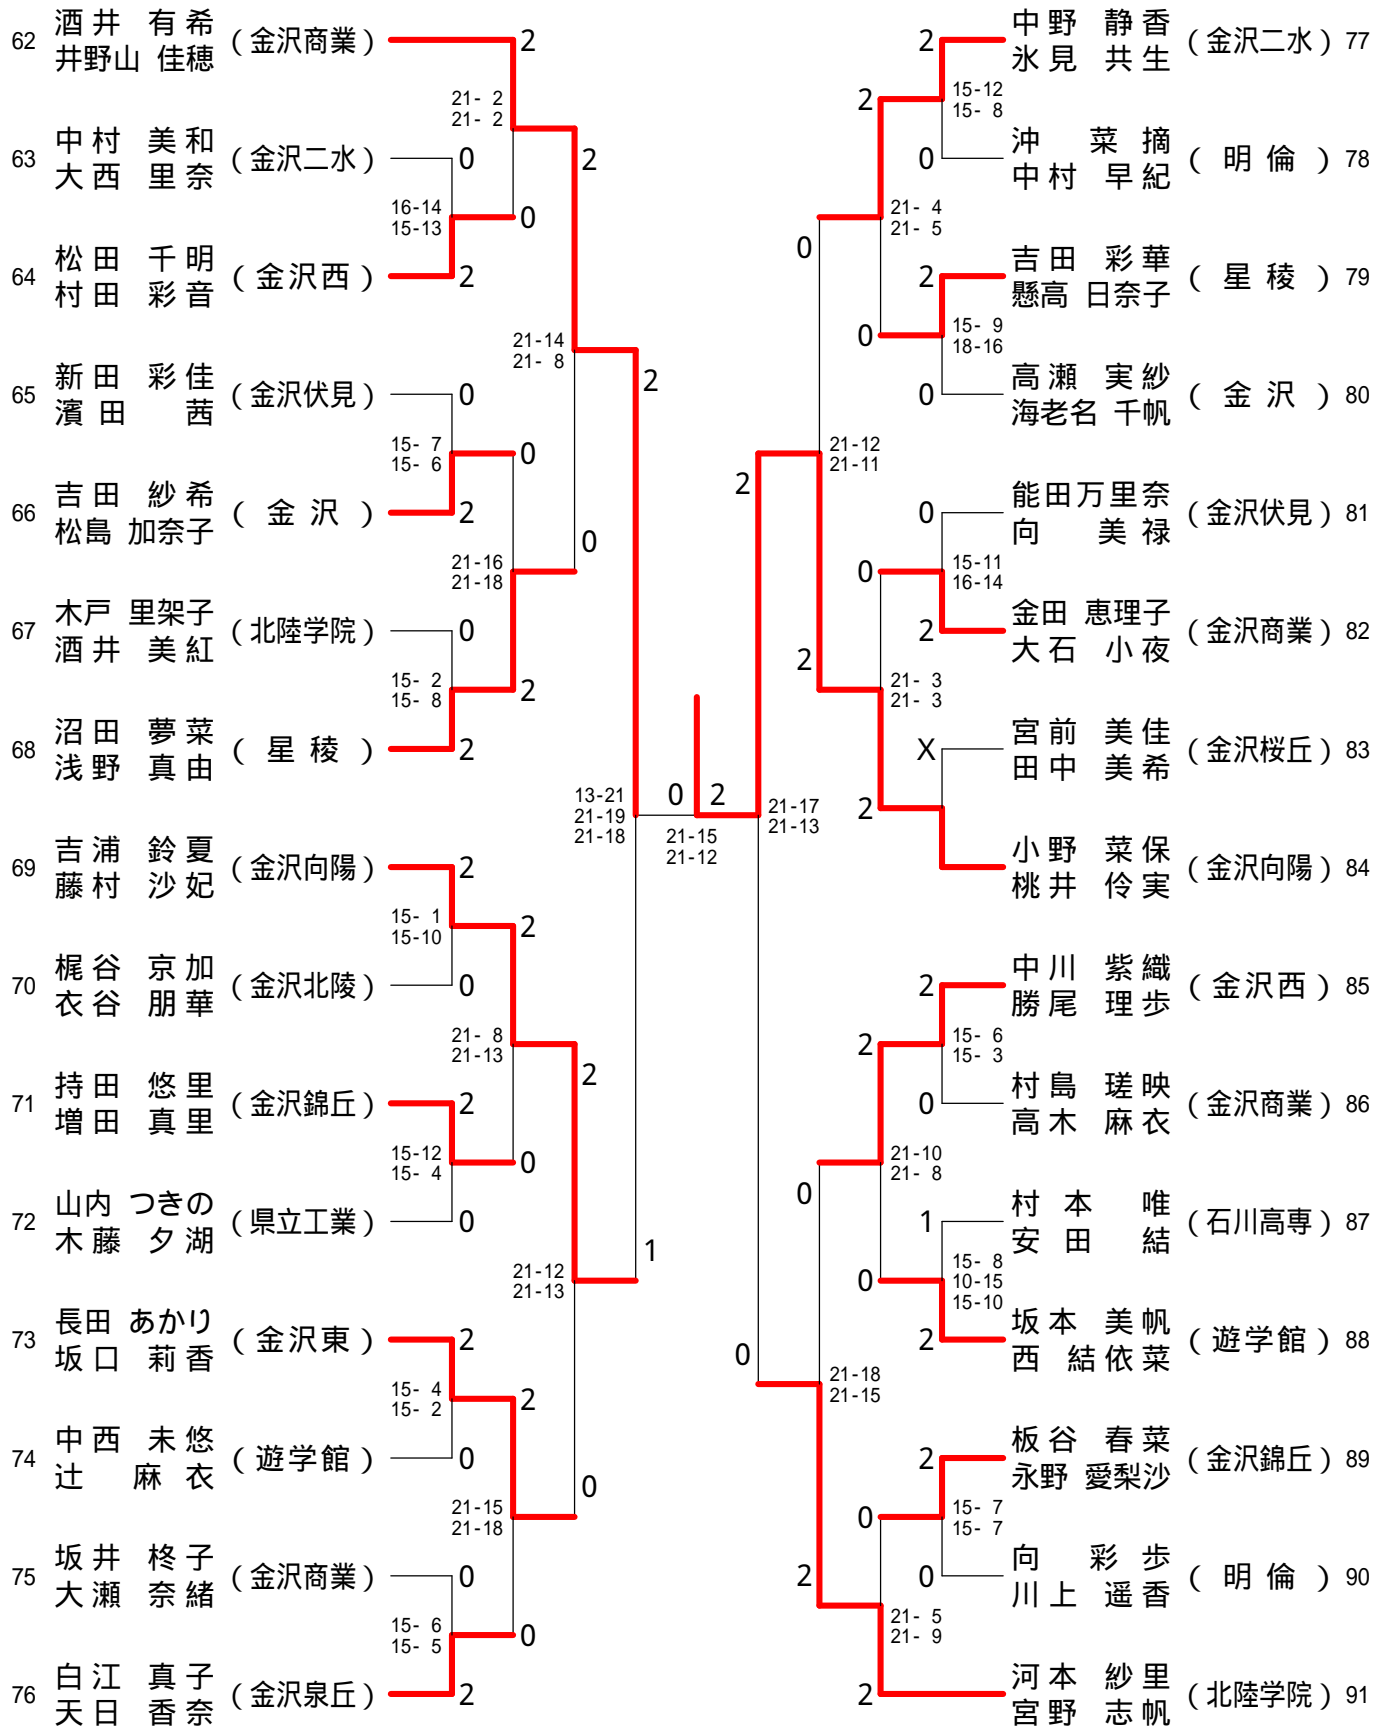 62 酒井 有希 (金沢商業) 2
井野山 佳穂
21- 2
21- 2
63 中村 美和 (金沢二水) 0
大西 里奈
2
16-14
15-13
0
64 松田 千明 (金沢西) 2
村田 彩音
21-14
21- 8
2
65 新田 彩佳 (金沢伏見) 0
濱田 茜
15- 7
15- 6
0
66 吉田 紗希 (金沢) 2
松島 加奈子
0
21-16
21-18
67 木戸 里架子 (北陸学院) 0
酒井 美紅
15- 2
15- 8
2
68 沼田 夢菜 (星稜) 2
浅野 真由
13-21
21-19
21-18
0 2
21-15
21-12
69 吉浦 鈴夏 (金沢向陽) 2
藤村 沙妃
15- 1
15-10
2
70 梶谷 京加 (金沢北陵) 0
衣谷 朋華
21- 8
21-13
2
71 持田 悠里 (金沢錦丘) 2
増田 真里
15-12
15- 4
0
72 山内 つきの (県立工業) 0
木藤 夕湖
1
21-12
21-13
73 長田 あかり (金沢東) 2
坂口 莉香
15- 4
15- 2
2
74 中西 未悠 (遊学館) 0
辻 麻衣
0
21-15
21-18
75 坂井 柊子 (金沢商業) 0
大瀬 奈緒
15- 6
15- 5
0
76 白江 真子 (金沢泉丘) 2
天日 香奈
2 中野 静香 (金沢二水) 77
氷見 共生
2
15-12
15- 8
0 沖 菜摘 (明倫) 78
中村 早紀
21- 4
21- 5
0
2 吉田 彩華 (星稜) 79
懸高 日奈子
0
15- 9
18-16
0 高瀬 実紗 (金沢) 80
海老名 千帆
21-12
21-11
2
0 能田万里奈 (金沢伏見) 81
向 美禄
0
15-11
16-14
2 金田 恵理子 (金沢商業) 82
大石 小夜
2
21- 3
21- 3
X 宮前 美佳 (金沢桜丘) 83
田中 美希
2
21-17
21-13
小野 菜保 (金沢向陽) 84
桃井 伶実
2 中川 紫織 (金沢西) 85
勝尾 理歩
2
15- 6
15- 3
0 村島 瑳映 (金沢商業) 86
高木 麻衣
21-10
21- 8
0
1 村本 唯 (石川高専) 87
安田 結
0
15- 8
10-15
15-10
2 坂本 美帆 (遊学館) 88
西 結依菜
0
21-18
21-15
2 板谷 春菜 (金沢錦丘) 89
永野 愛梨沙
0
15- 7
15- 7
0 向 彩歩 (明倫) 90
川上 遥香
2
21- 5
21- 9
2 河本 紗里 (北陸学院) 91
宮野 志帆